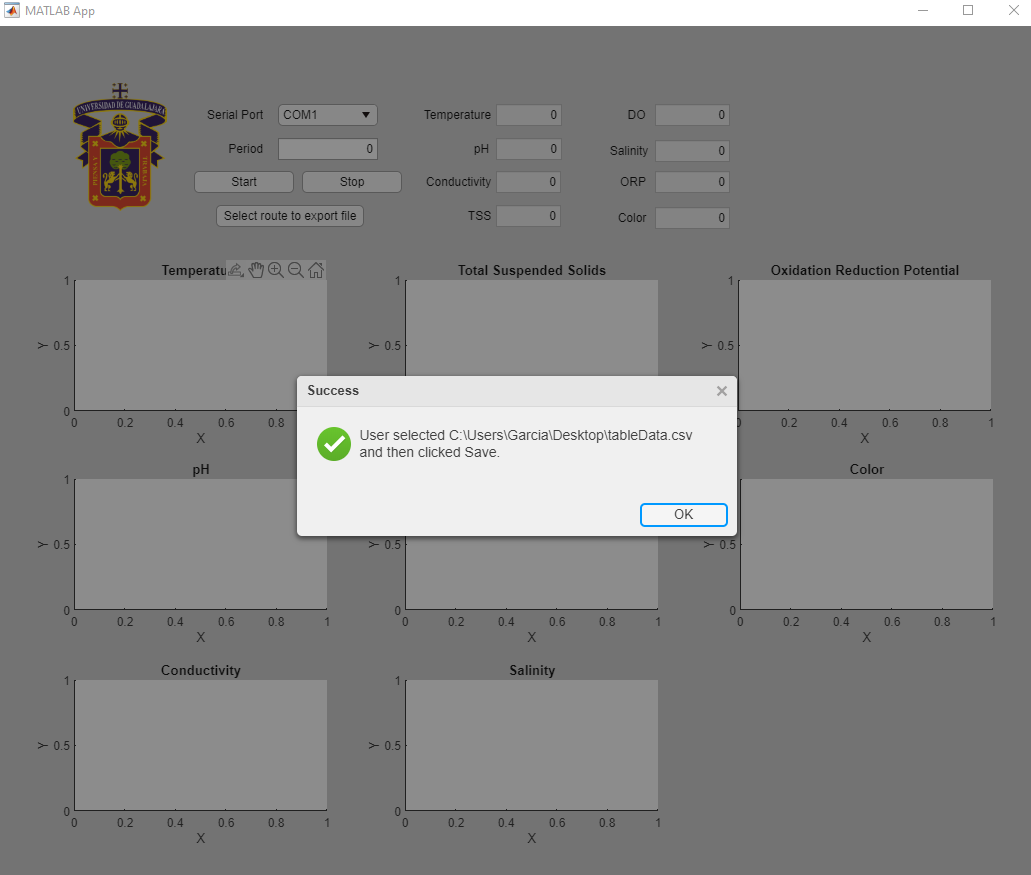 MATLAB App
UNIVERSIDAD DE GUADALAJARA
PIENSA Y
TRABAJA
Serial Port
COM1
Temperature
0
DO
0
Period
0
pH
0
Salinity
0
Start
Stop
Conductivity
0
ORP
0
Select route to export file
TSS
0
Color
0
Temperatu
Total Suspended Solids
Oxidation Reduction Potential
1
1
1
Y
0.5
Y
0.5
Y
0.5
Success
User selected C:\Users\Garcia\Desktop\tableData.csv
and then clicked Save.
OK
0
0 0.2 0.4 0.6 0.8
X
0.2 0.4 0.6 0.8 1
X
pH
Color
1
Y
0.5
0
0 0.2 0.4 0.6 0.8 1
X
Y
0.5
0
0 0.2 0.4 0.6 0.8 1
X
Y
0.5
0
0 0.2 0.4 0.6 0.8 1
X
Conductivity
1
Y
0.5
0
0 0.2 0.4 0.6 0.8 1
X
Salinity
1
Y
0.5
0
0 0.2 0.4 0.6 0.8 1
X